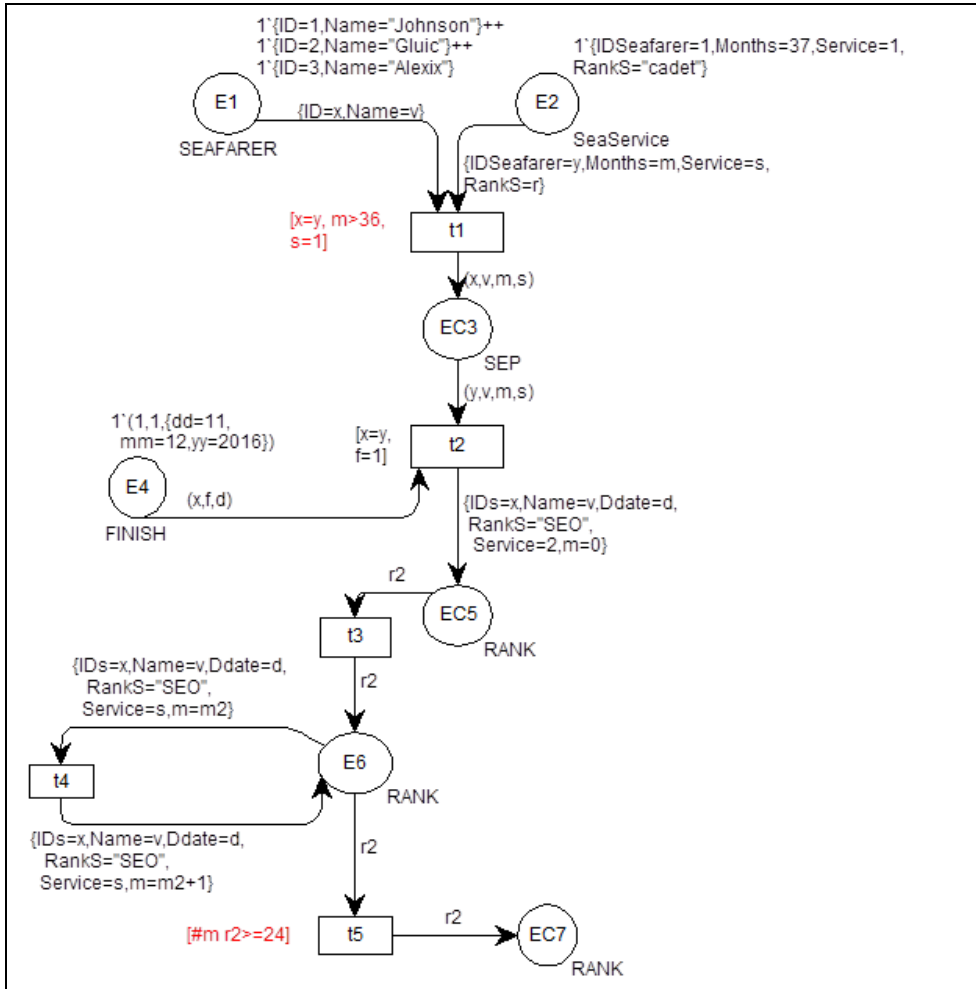 1`{ID=1,Name="Johnson"}++
1`{ID=2,Name="Gluic"}++
1`{ID=3,Name="Alexix"}
1`{IDSeafarer=1,Months=37,Service=1,
RankS="cadet"}
E1
E2
{ID=x,Name=v}
SEAFARER
SeaService
{IDSeafarer=y,Months=m,Service=s,
RankS=r}
[x=y, m>36,
s=1]
t1
(x,v,m,s)
EC3
SEP
(y,v,m,s)
1`(1,1,{dd=11,
mm=12,yy=2016})
[x=y,
f=1]
t2
E4
(x,f,d)
FINISH
{IDs=x,Name=v,Ddate=d,
RankS="SEO",
Service=2,m=0}
r2
EC5
RANK
t3
r2
{IDs=x,Name=v,Ddate=d,
RankS="SEO",
Service=s,m=m2}
E6
RANK
t4
{IDs=x,Name=v,Ddate=d,
RankS="SEO",
Service=s,m=m2+1}
r2
[#m r2>=24]
t5
r2
EC7
RANK